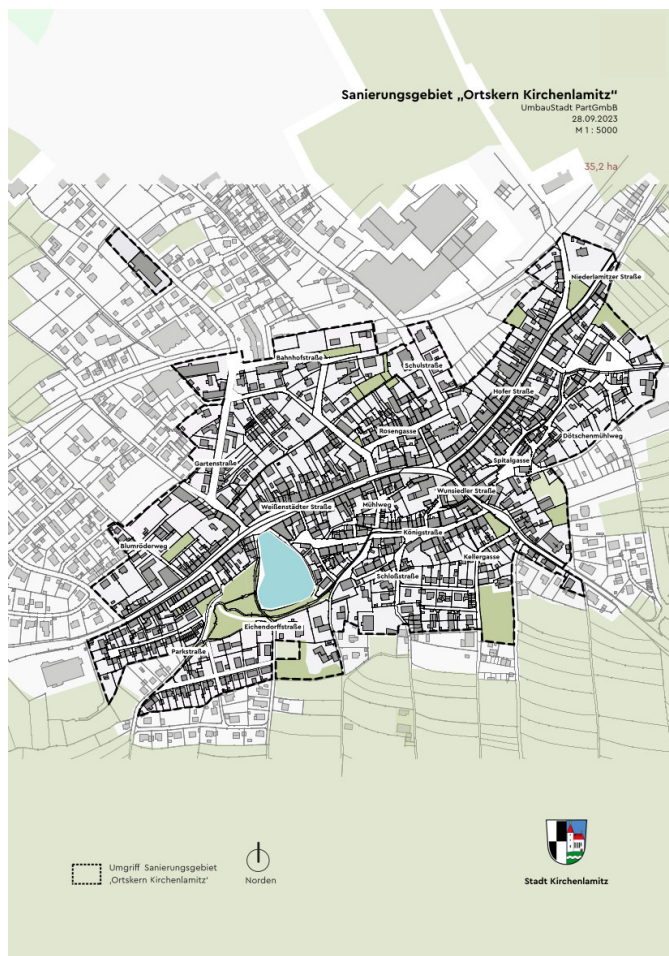 Sanierungsgebiet „Ortskern Kirchenlamitz“
UmbauStadt PartGmbB
28.09.2023
M 1 : 5000
35,2 ha
Niederlamitzer Straße
Bahnhofstraße
Schulstraße
Hofer Straße
Rosengasse
Dötschenmühlweg
Spitalgasse
Gartenstraße
Wunsiedler Straße
Weißenstädter Straße
Mühlweg
Königstraße
Blumröderweg
Kellergasse
Schloßstraße
Eichendorffstraße
Parkstraße
Umgriff Sanierungsgebiet
‚Ortskern Kirchenlamitz‘
Norden
Stadt Kirchenlamitz